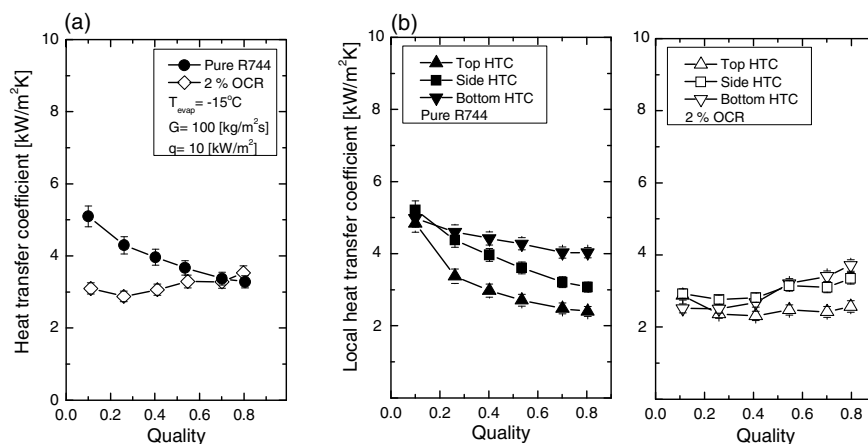 (a)
Heat transfer coefficient [kW/m²K]
10
8
6
4
2
0
Pure R744
2 % OCR
T_evap= -15°C
G= 100 [kg/m²s]
q= 10 [kW/m²]
0.0 0.2 0.4 0.6 0.8
Quality
(b)
Local heat transfer coefficient [kW/m²K]
10
8
6
4
2
0
Top HTC
Side HTC
Bottom HTC
Pure R744
0.0 0.2 0.4 0.6 0.8
Quality
10
8
6
4
2
0
Top HTC
Side HTC
Bottom HTC
2 % OCR
0.0 0.2 0.4 0.6 0.8
Quality